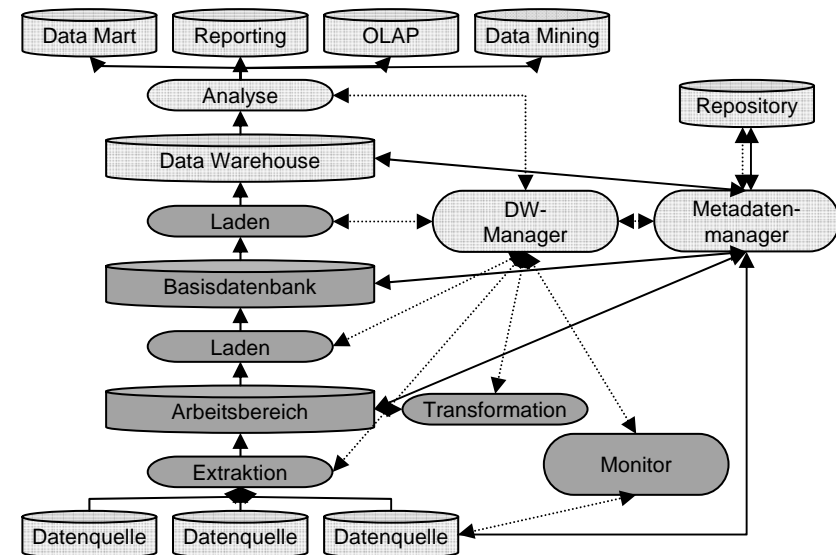 Data Mart
Reporting
OLAP
Data Mining
Analyse
Repository
Data Warehouse
Laden
DW-
Manager
Metadaten-
manager
Basisdatenbank
Laden
Arbeitsbereich
Transformation
Extraktion
Monitor
Datenquelle
Datenquelle
Datenquelle